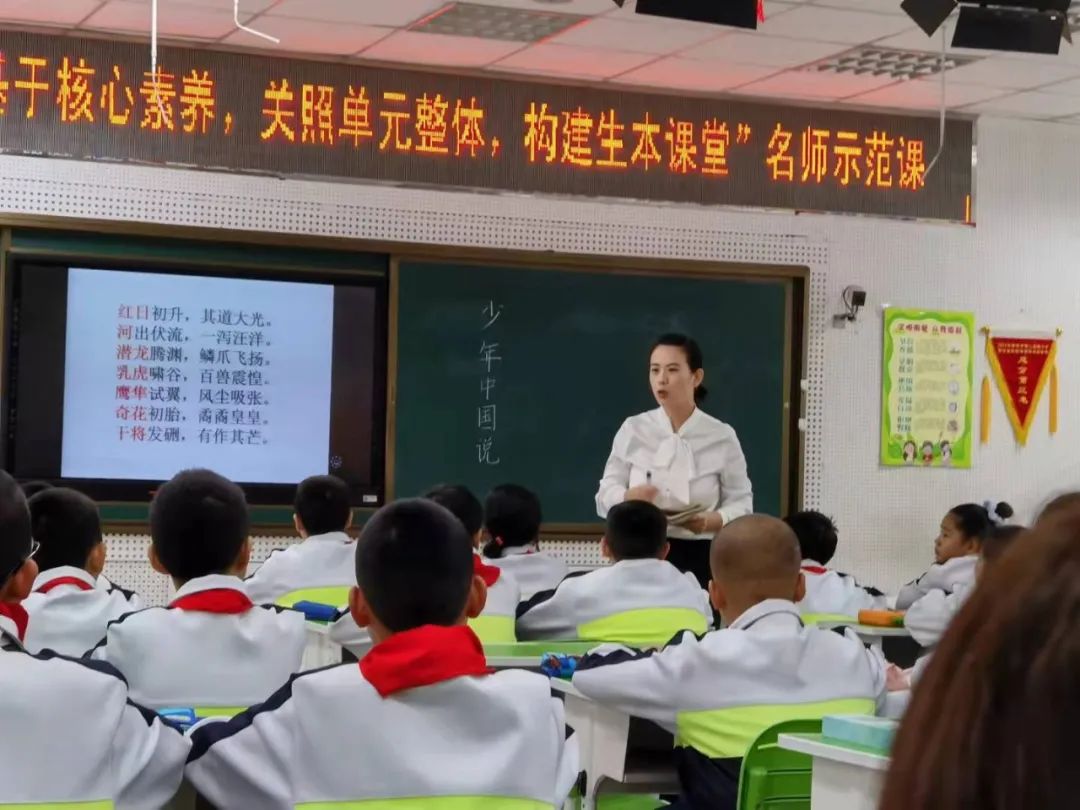 基于核心素养，关照单元整体，构建生本课堂”名师示范课
红日初升，其道大光。
河出伏流，一泻汪洋。
潜龙腾渊，鳞爪飞扬。
乳虎啸谷，百兽震惶。
鹰隼试翼，风尘吸张。
奇花初胎，矞矞皇皇。
干将发硎，有作其芒。
少年中国说